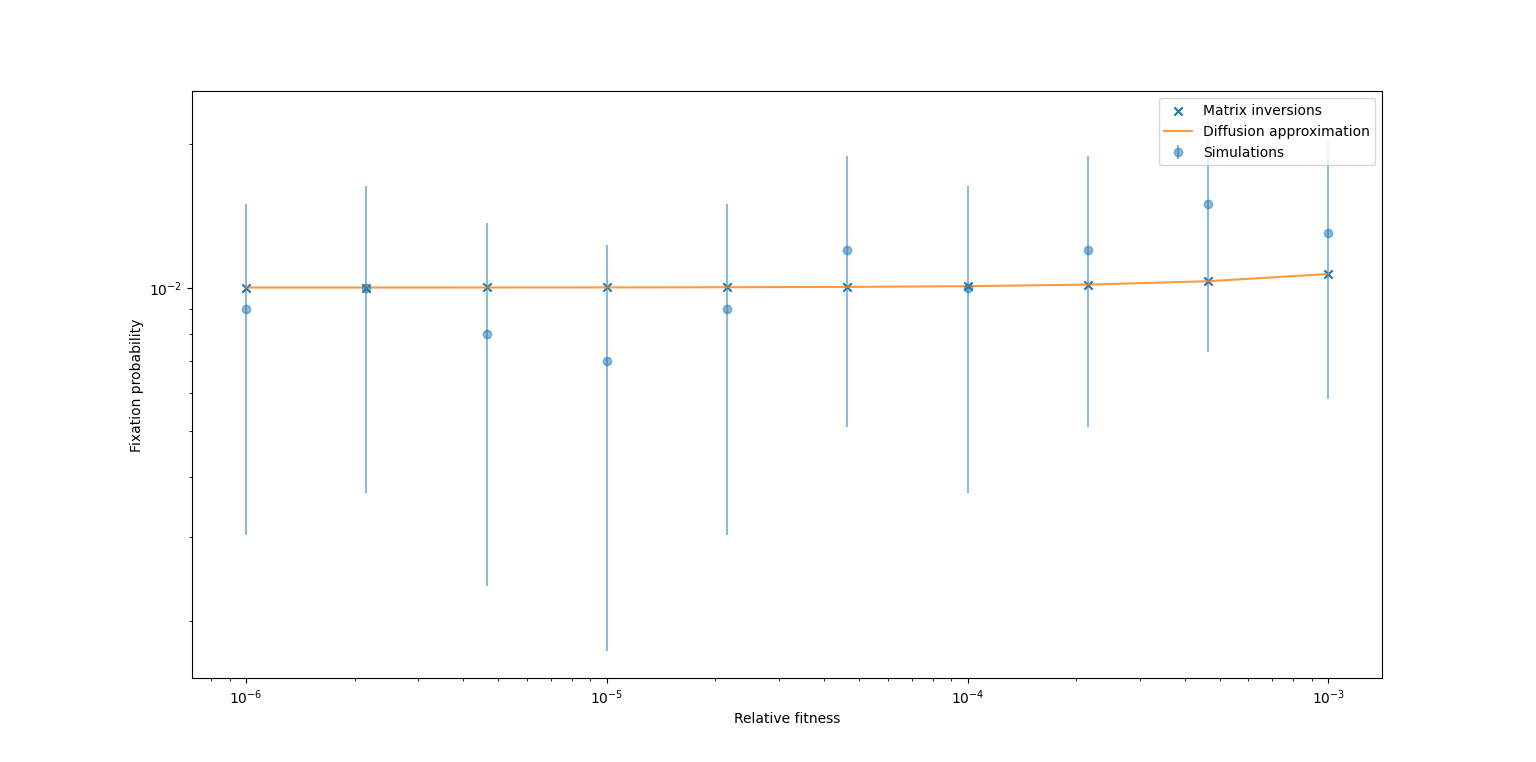 Matrix inversions
Diffusion approximation
Simulations
Fixation probability
10⁻²
10⁻⁶
10⁻⁵
10⁻⁴
10⁻³
Relative fitness